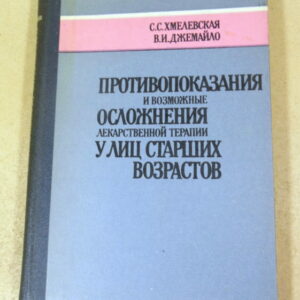 С.С.ХМЕЛЕВСКАЯ
В.И.ДЖЕМАЙЛО
ПРОТИВОПОКАЗАНИЯ
И ВОЗМОЖНЫЕ
ОСЛОЖНЕНИЯ
ЛЕКАРСТВЕННОЙ ТЕРАПИИ
У ЛИЦ СТАРШИХ
ВОЗРАСТОВ